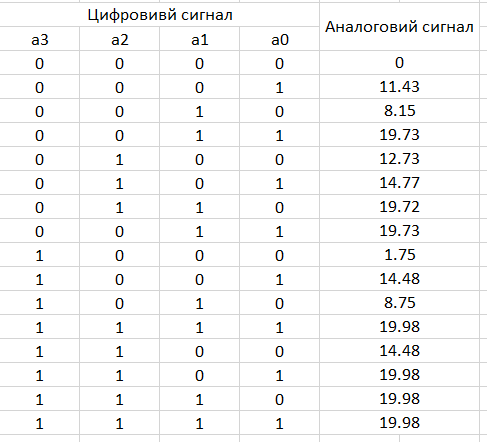 Цифровивй сигнал Аналоговий сигнал
a3 a2 a1 a0
0 0 0 0 0
0 0 0 1 11.43
0 0 1 0 8.15
0 0 1 1 19.73
0 1 0 0 12.73
0 1 0 1 14.77
0 1 1 0 19.72
0 0 1 1 19.73
1 0 0 0 1.75
1 0 0 1 14.48
1 0 1 0 8.75
1 1 1 1 19.98
1 1 0 0 14.48
1 1 0 1 19.98
1 1 1 0 19.98
1 1 1 1 19.98